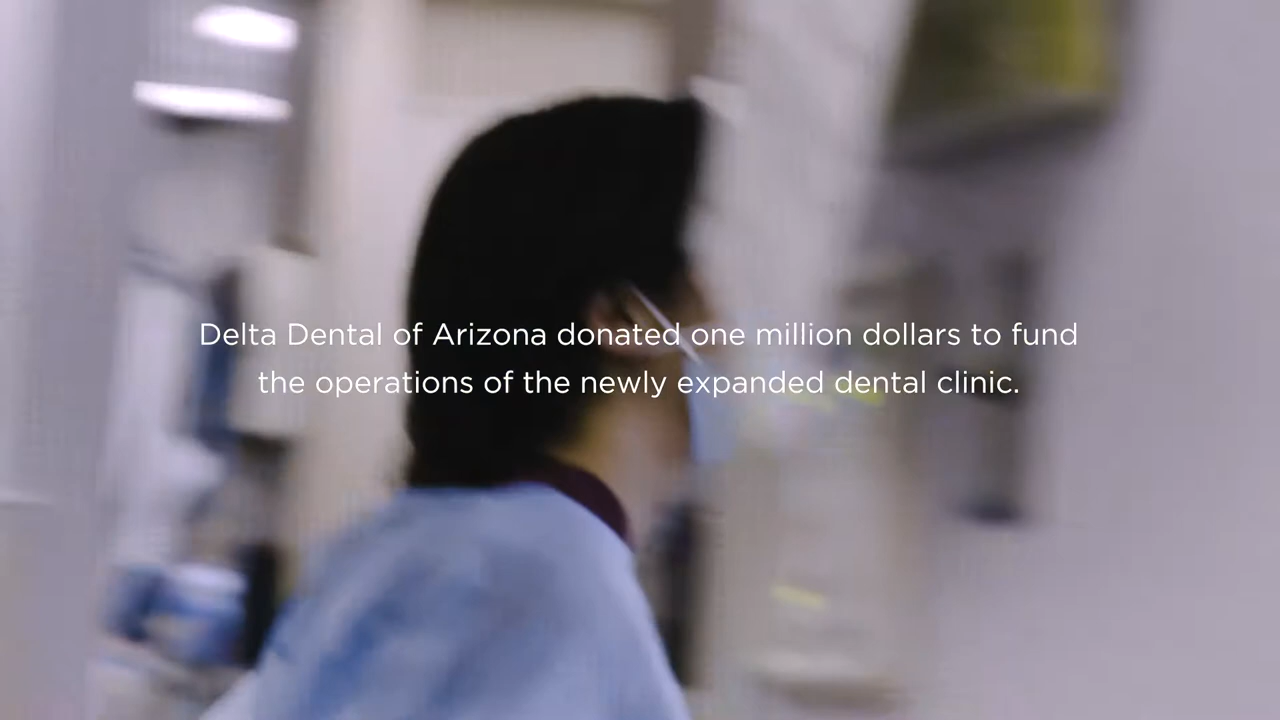 Delta Dental of Arizona donated one million dollars to fund
the operations of the newly expanded dental clinic.